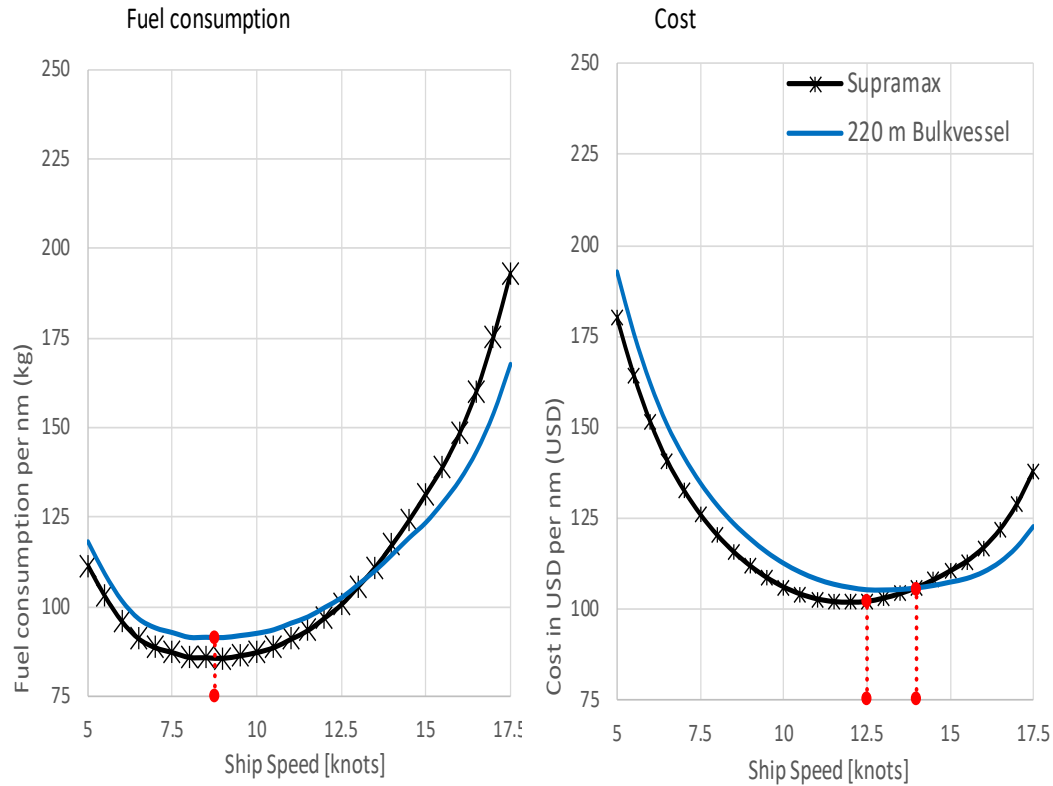 Fuel consumption
250
225
200
175
150
125
100
75
Fuel consumption per nm (kg)
5 7.5 10 12.5 15 17.5
Ship Speed [knots]
Cost
Supramax
220 m Bulkvessel
250
225
200
175
150
125
100
75
Cost in USD per nm (USD)
5 7.5 10 12.5 15 17.5
Ship Speed [knots]